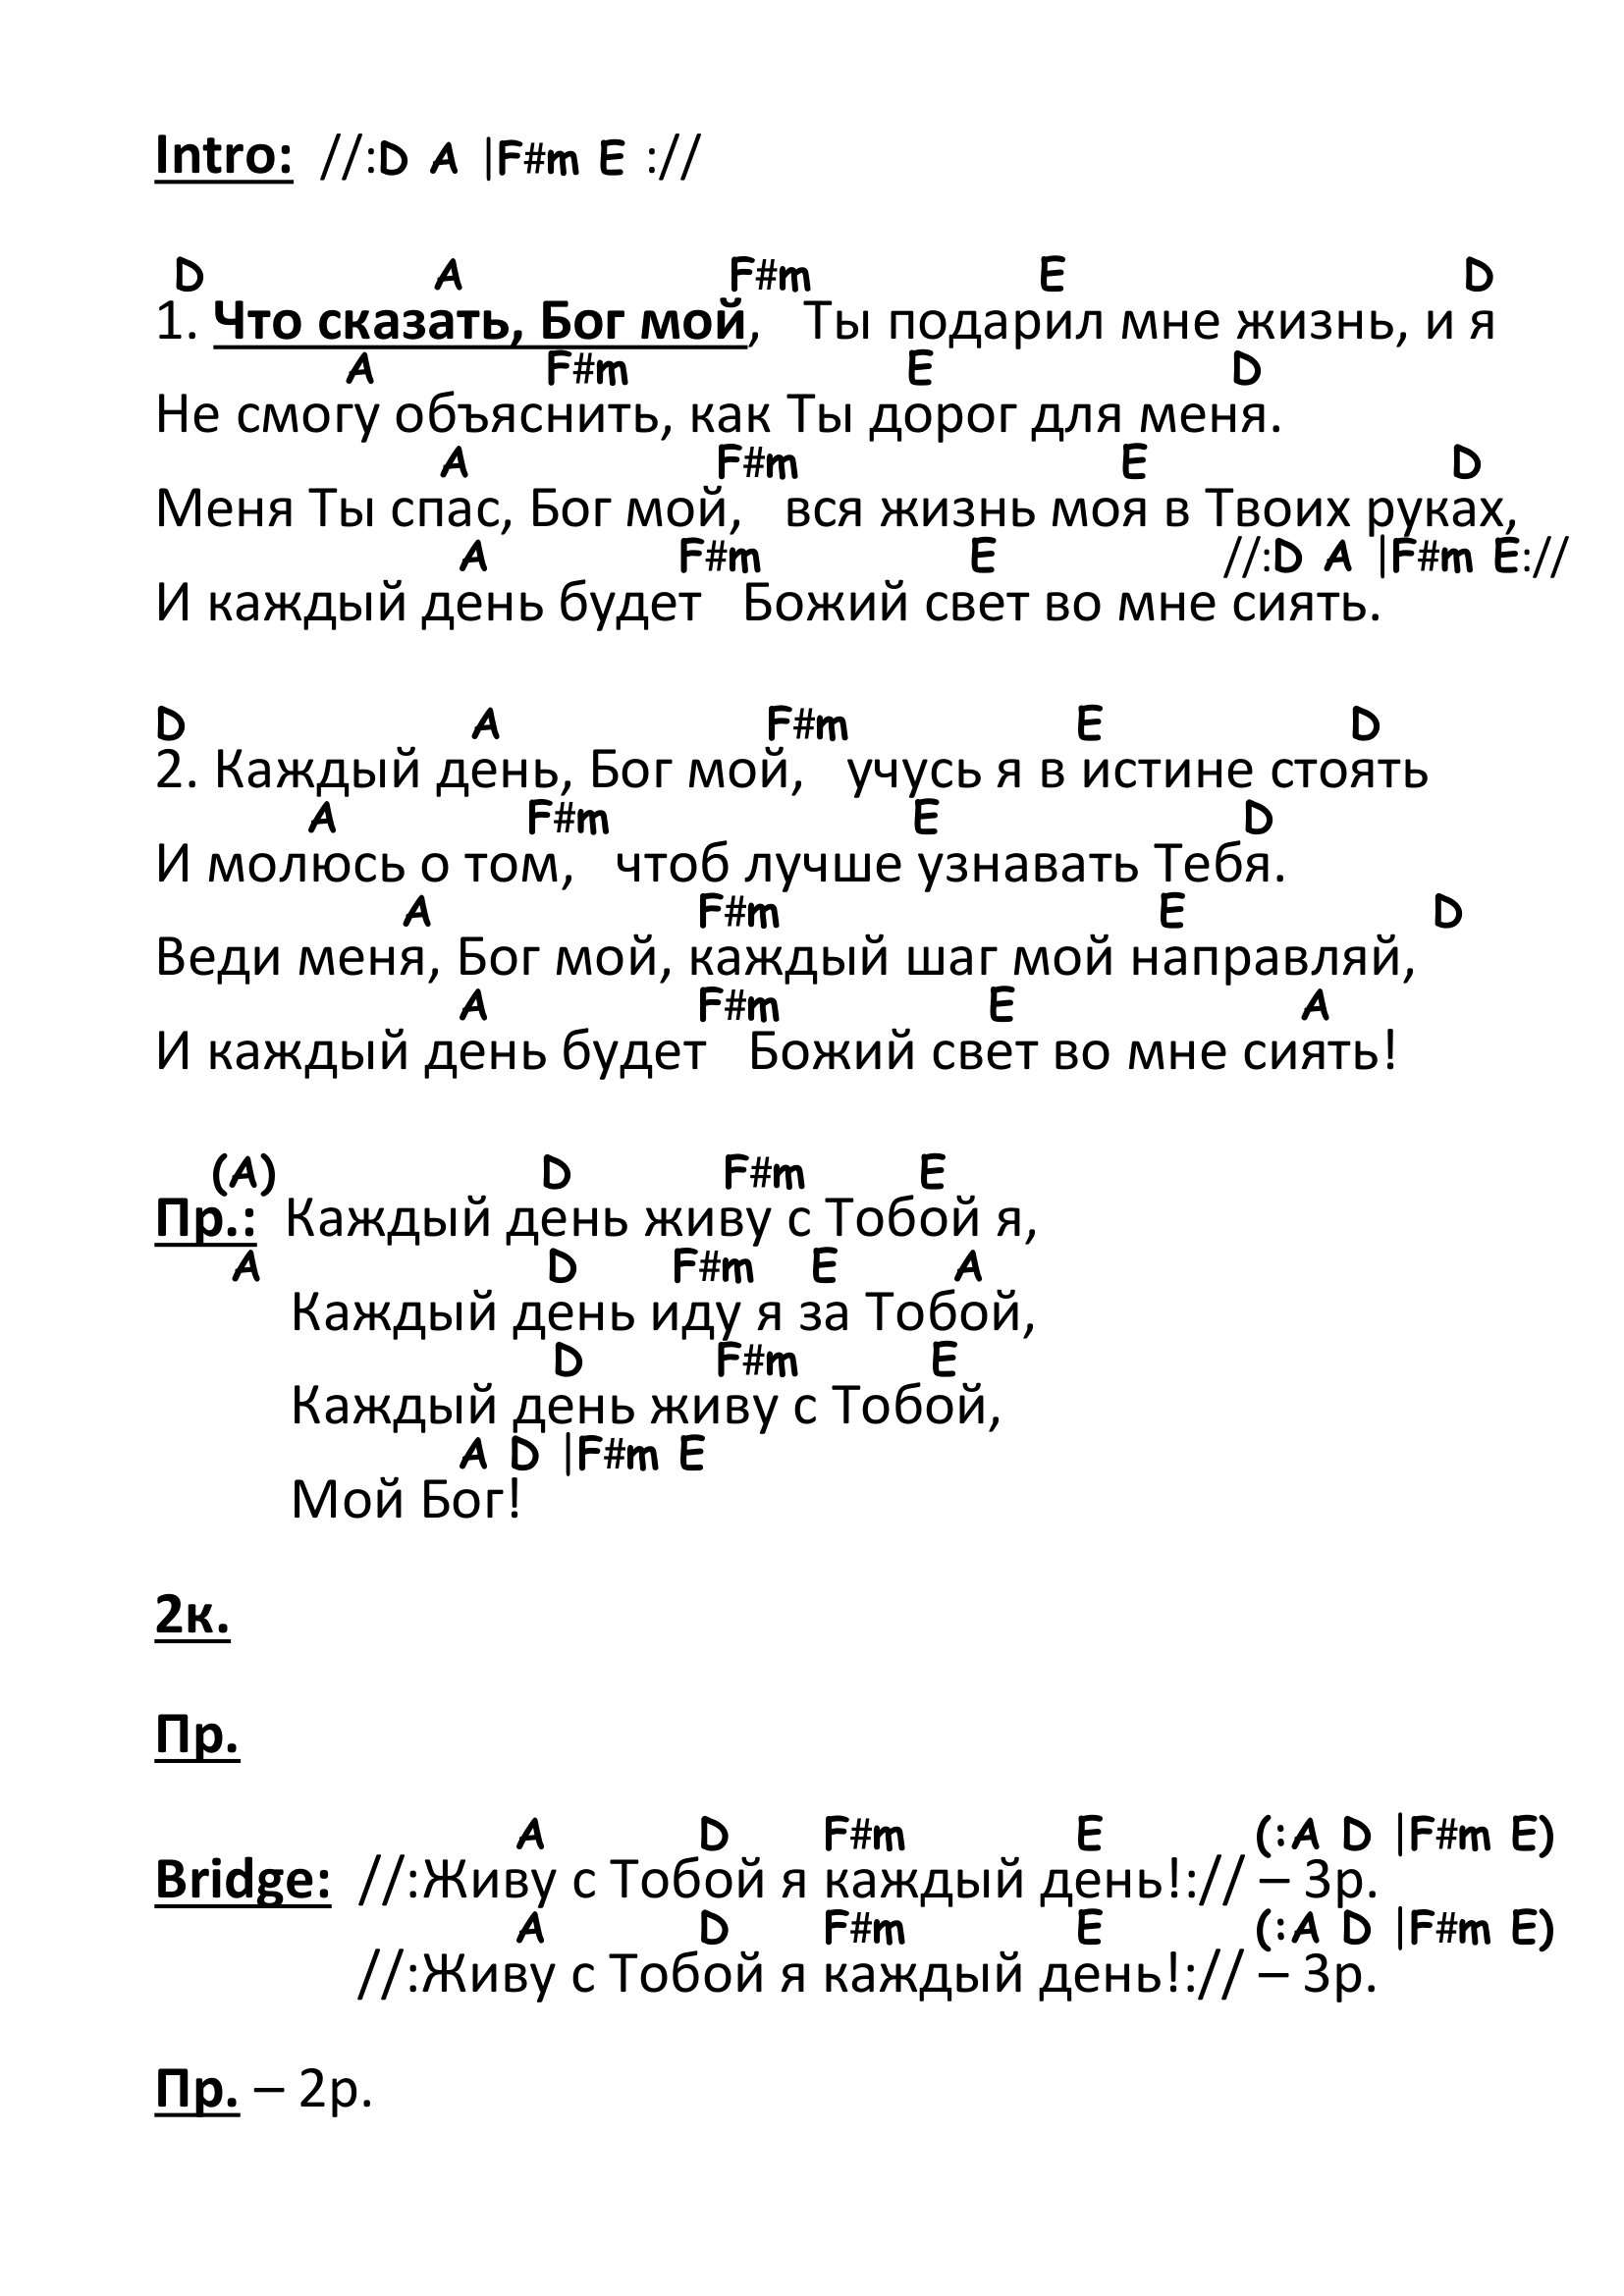 Intro: //:D A |F#m E ://
D A F#m E D
1. Что сказать, Бог мой, Ты подарил мне жизнь, и я
A F#m E D
Не смогу объяснить, как Ты дорог для меня.
A F#m E D
Меня Ты спас, Бог мой, вся жизнь моя в Твоих руках,
A F#m E //:D A |F#m E://
И каждый день будет Божий свет во мне сиять.
D A F#m E D
2. Каждый день, Бог мой, учусь я в истине стоять
A F#m E D
И молюсь о том, чтоб лучше узнавать Тебя.
A F#m E D
Веди меня, Бог мой, каждый шаг мой направляй,
A F#m E A
И каждый день будет Божий свет во мне сиять!
(A) D F#m E
Пр.: Каждый день живу с Тобой я,
A D F#m E A
Каждый день иду я за Тобой,
D F#m E
Каждый день живу с Тобой,
A D |F#m E
Мой Бог!
2к.
Пр.
A D F#m E (:A D |F#m E)
Bridge: //:Живу с Тобой я каждый день!:// – 3р.
A D F#m E (:A D |F#m E)
//:Живу с Тобой я каждый день!:// – 3р.
Пр. – 2р.